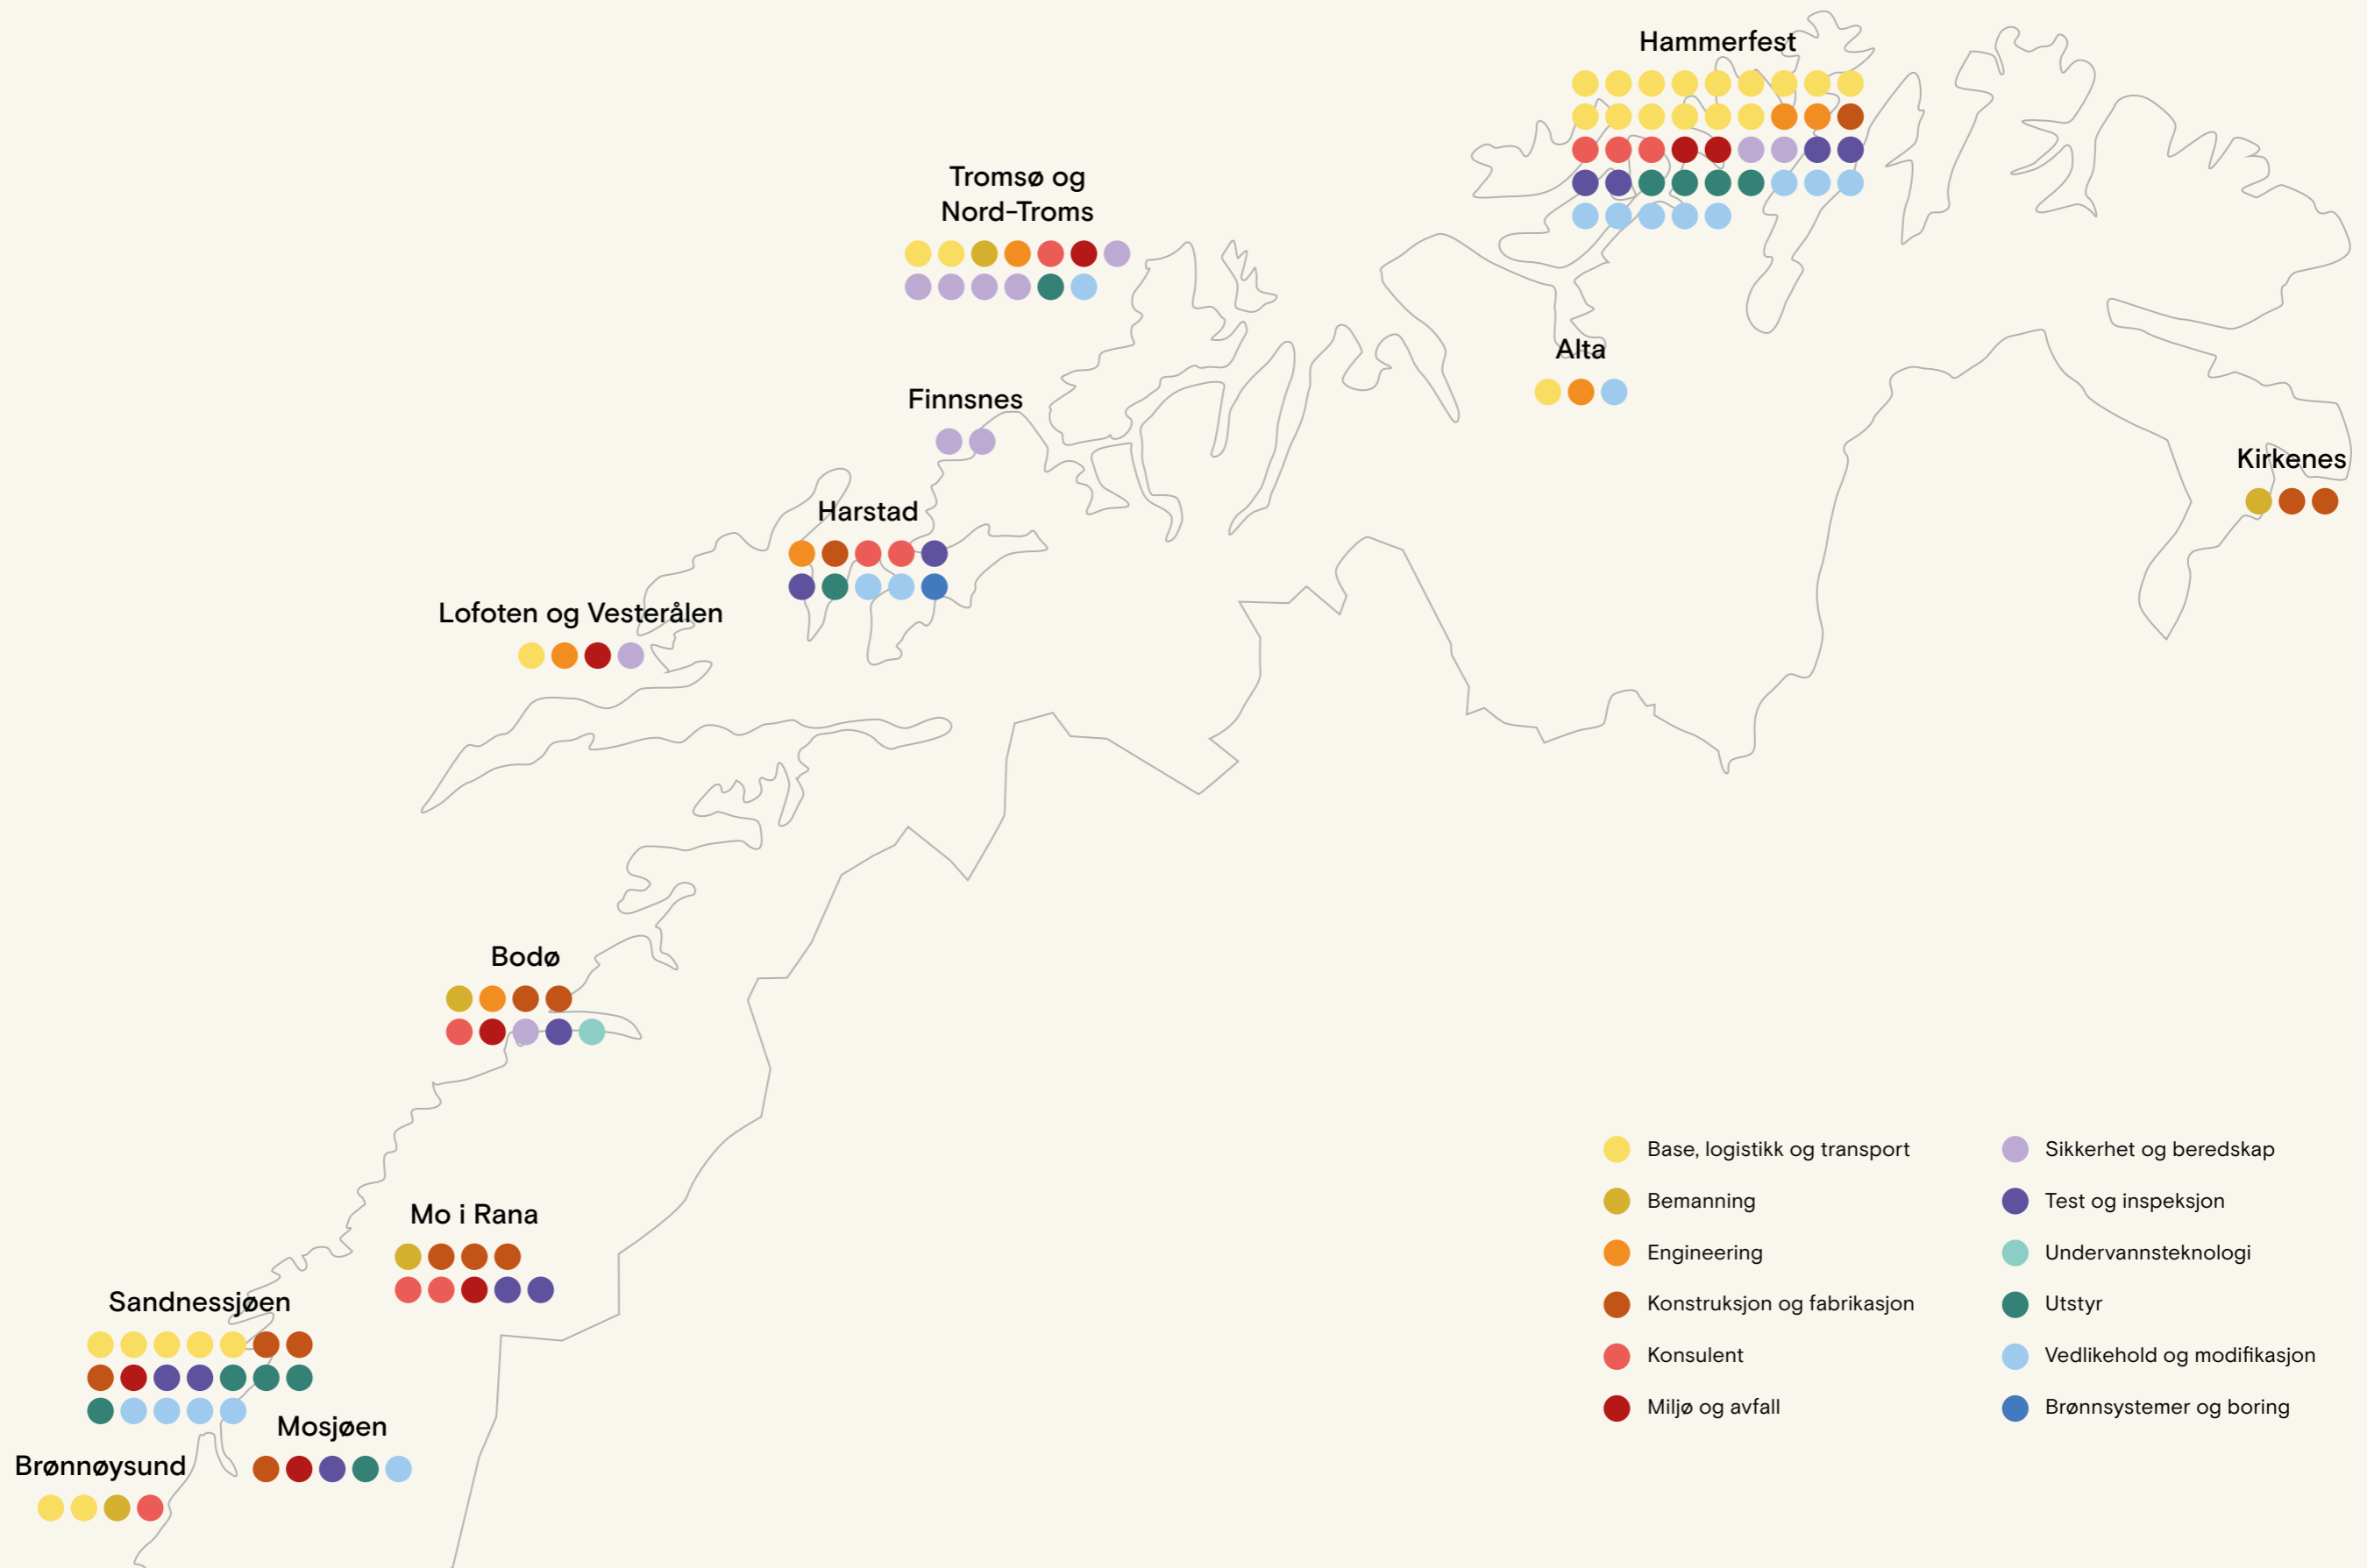 Hammerfest
Tromsø og
Nord-Troms
Alta
Finnsnes
Kirkenes
Harstad
Lofoten og Vesterålen
Bodø
Mo i Rana
Sandnessjøen
Mosjøen
Brønnøysund
Base, logistikk og transport
Bemanning
Engineering
Konstruksjon og fabrikasjon
Konsulent
Miljø og avfall
Sikkerhet og beredskap
Test og inspeksjon
Undervannsteknologi
Utstyr
Vedlikehold og modifikasjon
Brønnsystemer og boring